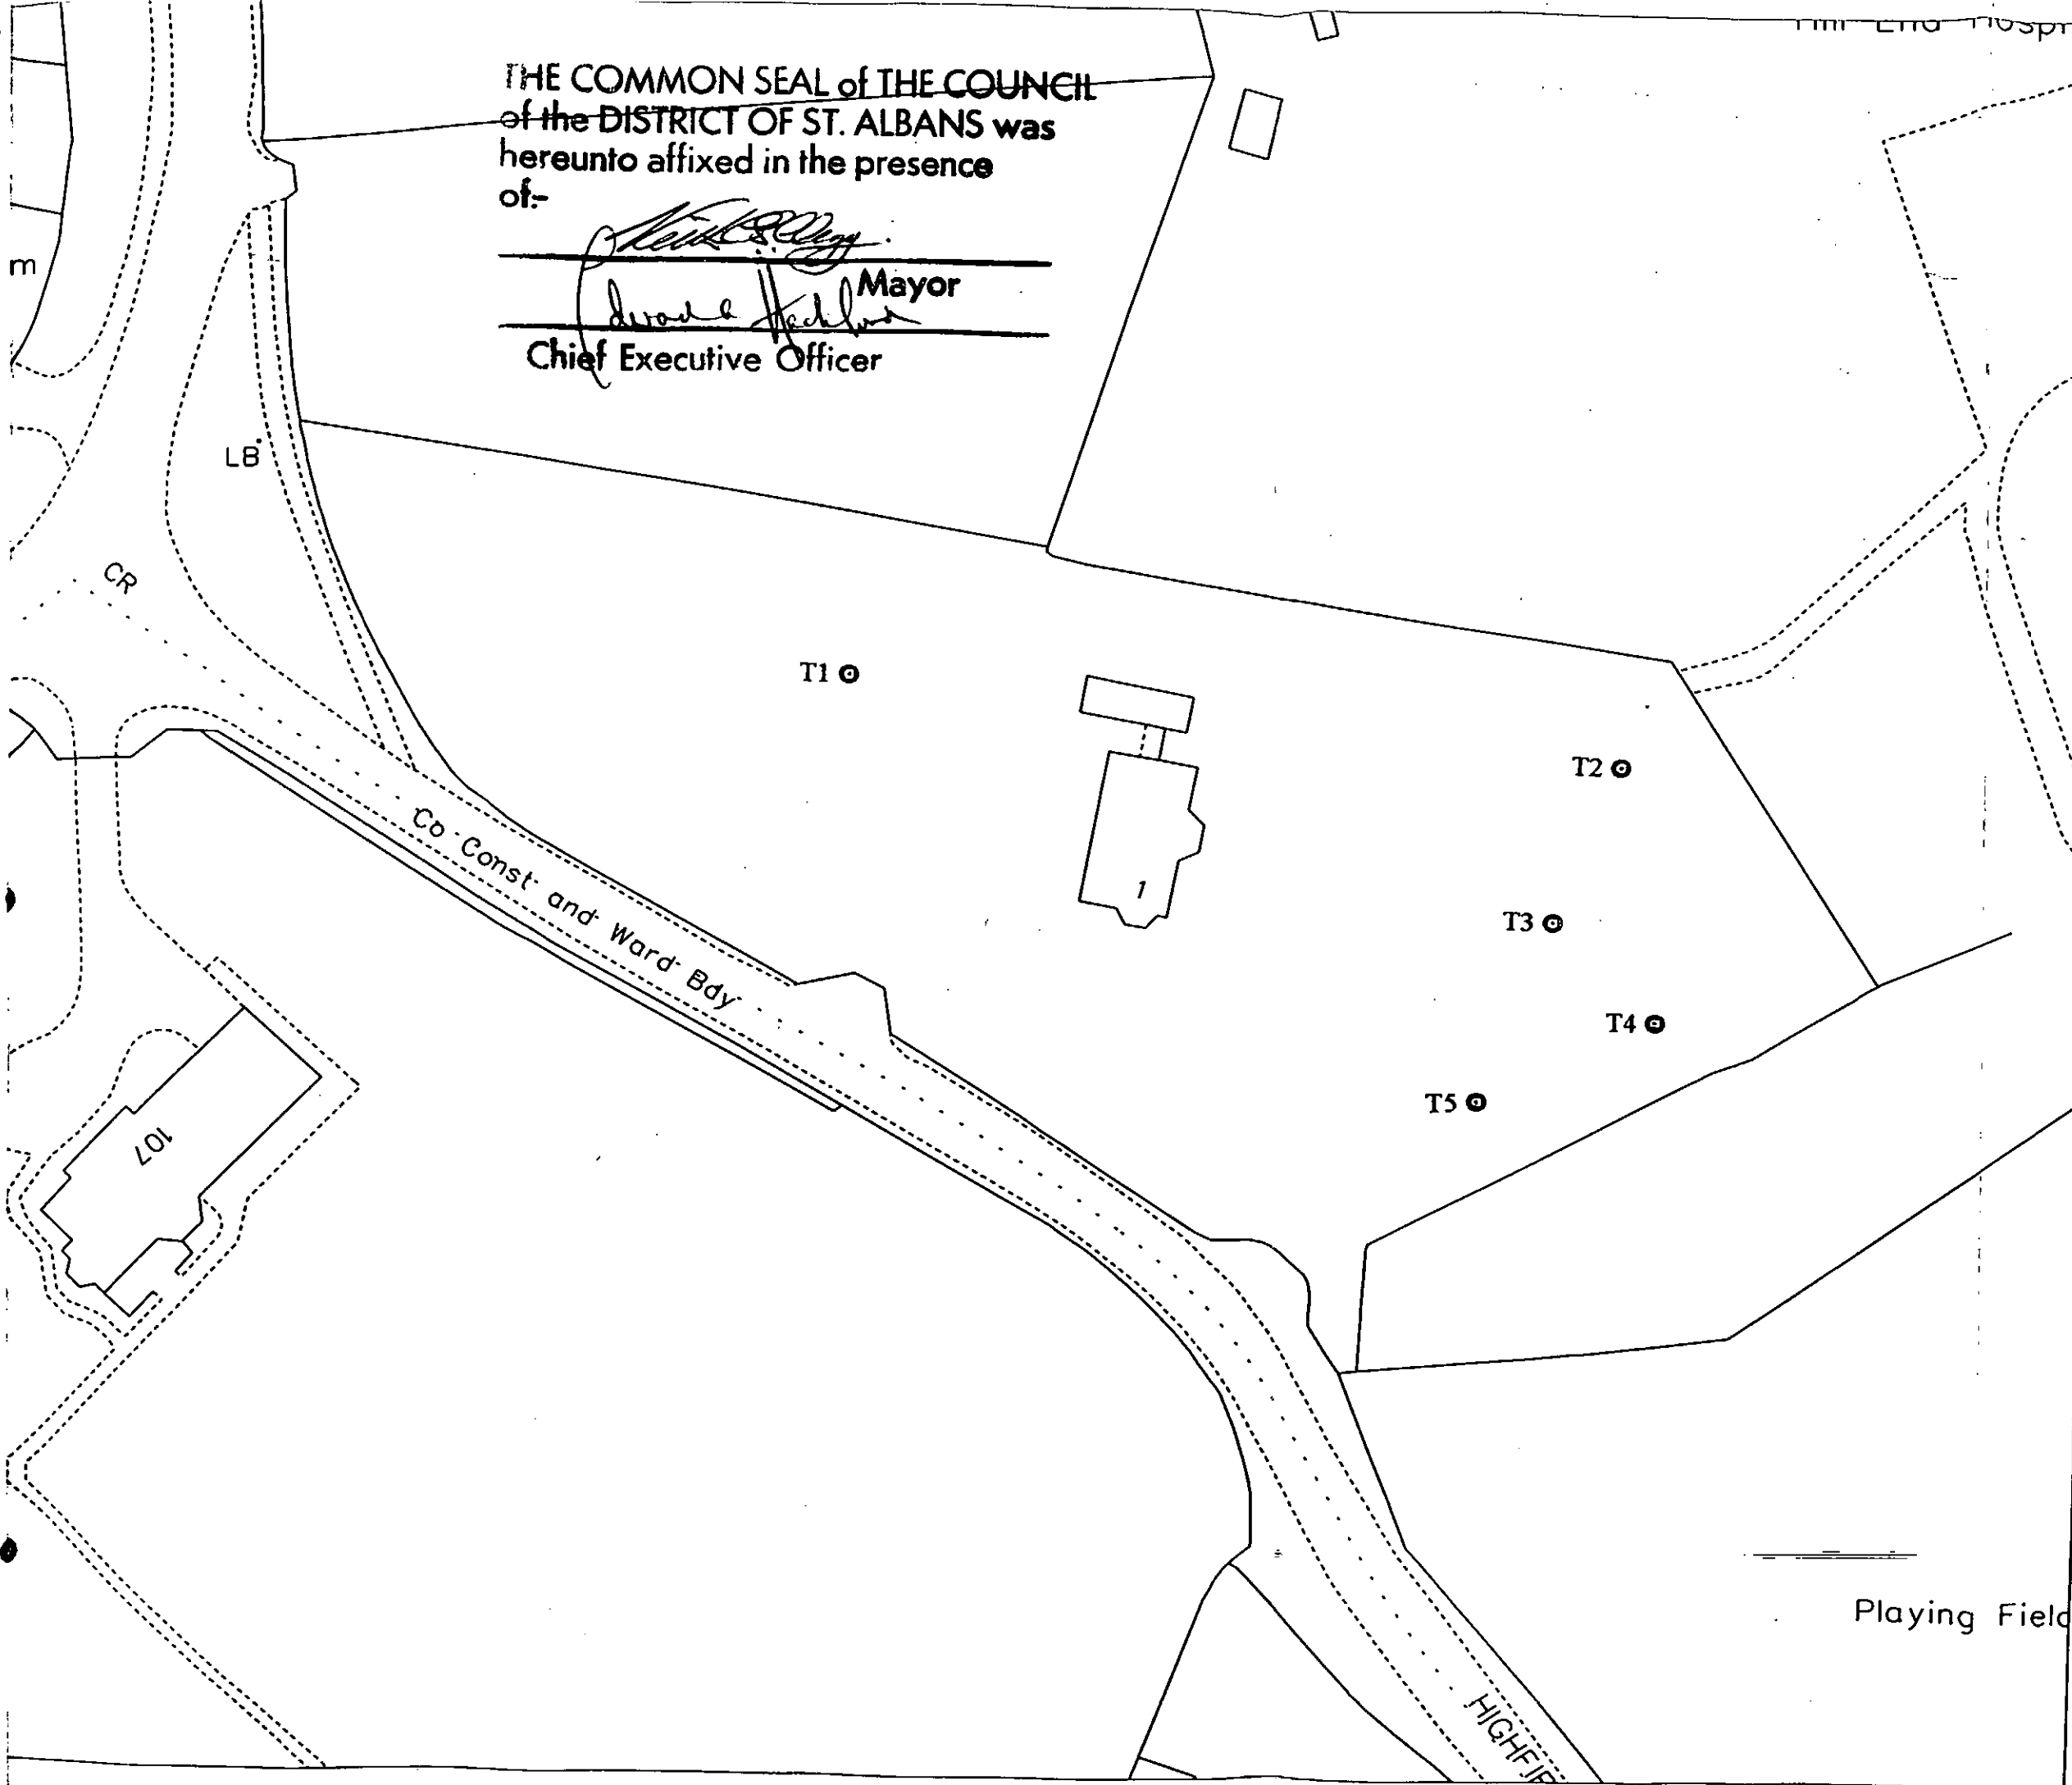 THE COMMON SEAL of THE COUNCIL
of the DISTRICT OF ST. ALBANS was
hereunto affixed in the presence
of:-
Mayor
Chief Executive Officer
m
LB
CR
T1
T2
Co Const and Ward Bdy
1
T3
T4
T5
107
Playing Field